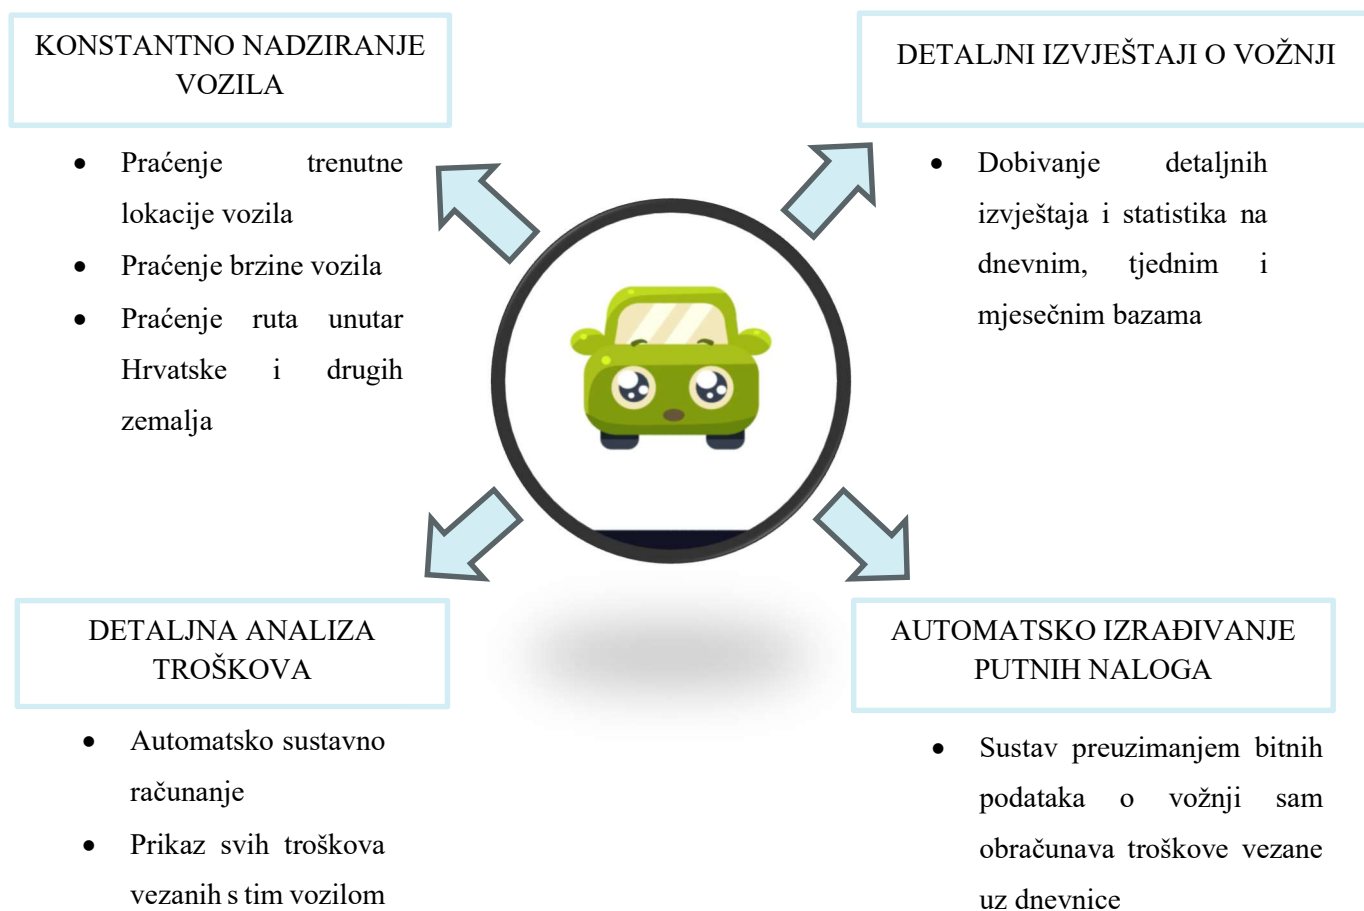 KONSTANTNO NADZIRANJE
VOZILA
• Praćenje trenutne
lokacije vozila
• Praćenje brzine vozila
• Praćenje ruta unutar
Hrvatske i drugih
zemalja
DETALJNI IZVJEŠTAJI O VOŽNJI
• Dobivanje detaljnih
izvještaja i statistika na
dnevnim, tjednim i
mjesečnim bazama
DETALJNA ANALIZA
TROŠKOVA
• Automatsko sustavno
računanje
• Prikaz svih troškova
vezanih s tim vozilom
AUTOMATSKO IZRAĐIVANJE
PUTNIH NALOGA
• Sustav preuzimanjem bitnih
podataka o vožnji sam
obračunava troškove vezane
uz dnevnice